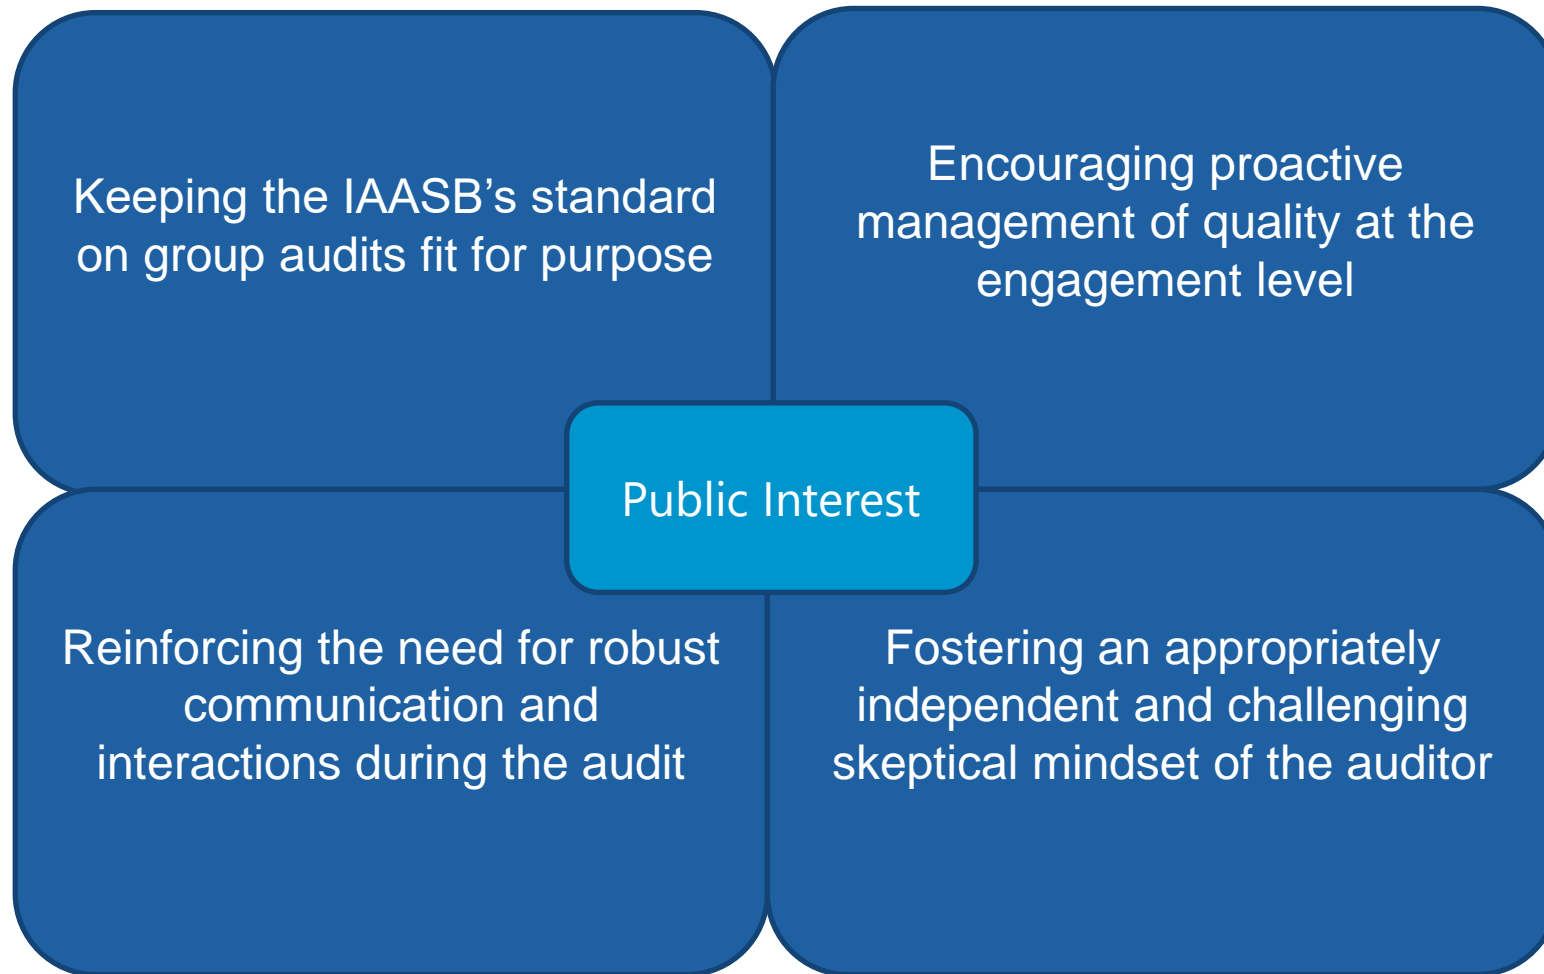 Keeping the IAASB’s standard
on group audits fit for purpose
Encouraging proactive
management of quality at the
engagement level
Public Interest
Reinforcing the need for robust
communication and
interactions during the audit
Fostering an appropriately
independent and challenging
skeptical mindset of the auditor